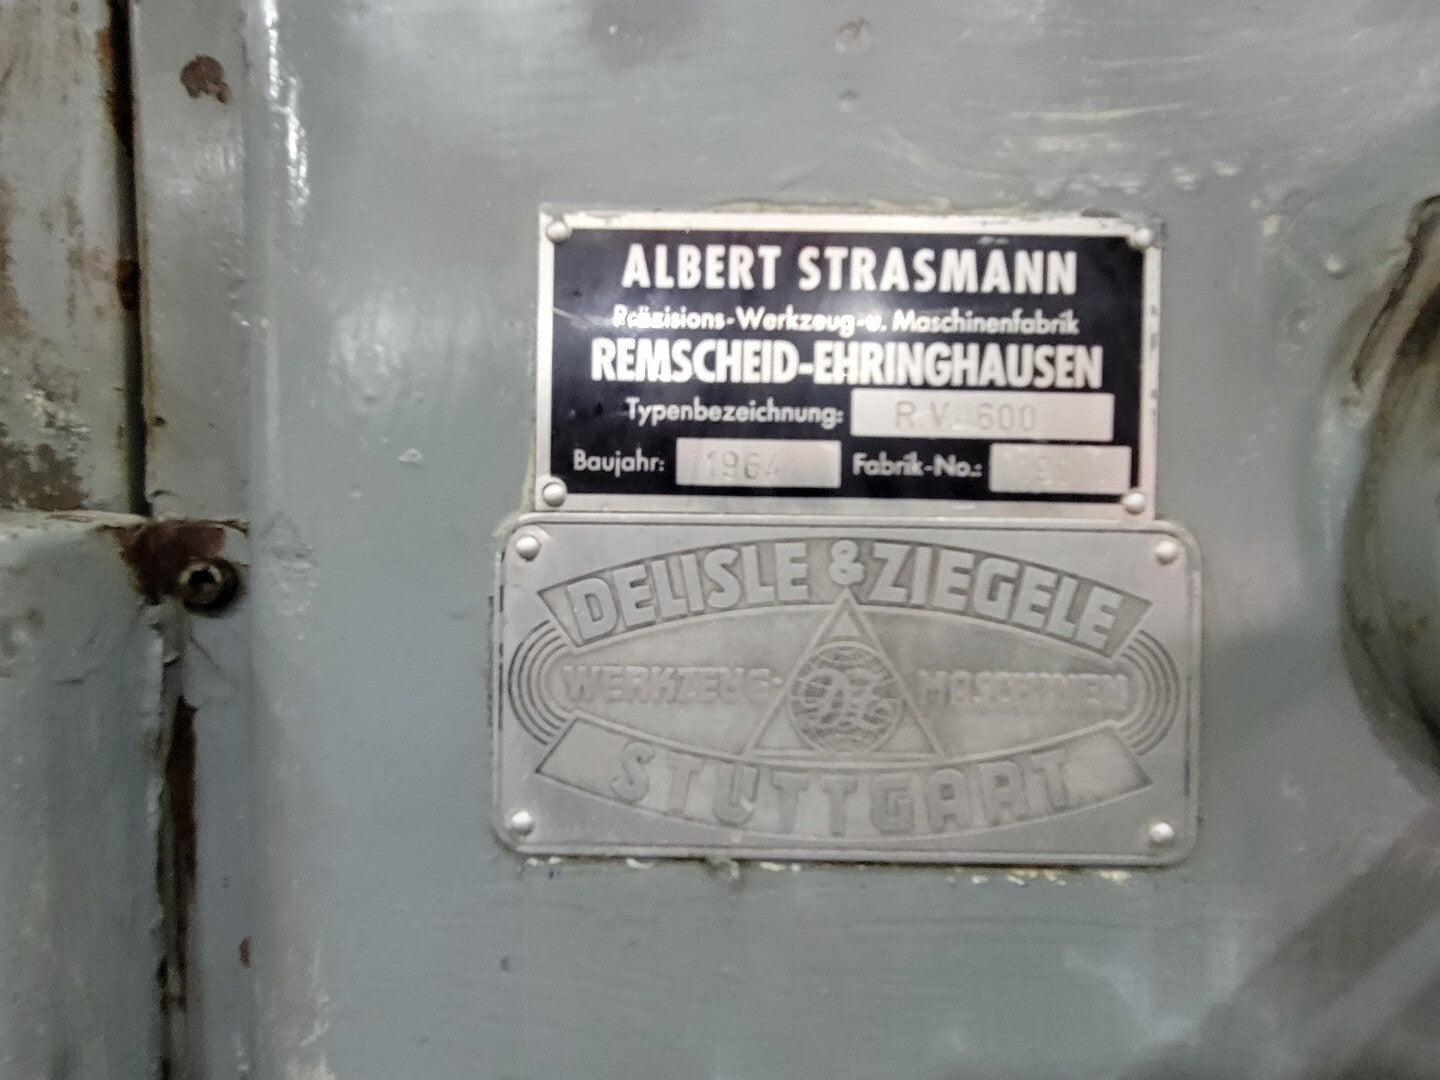 ALBERT STRASMANN
Präzisions-Werkzeug-u. Maschinenfabrik
REMSCHEID-EHRINGHAUSEN
Typenbezeichnung: R.V. 600
Baujahr: 1964 Fabrik-No.:
DELISLE & ZIEGELE
WERKZEUG- MASCHINEN
STUTTGART